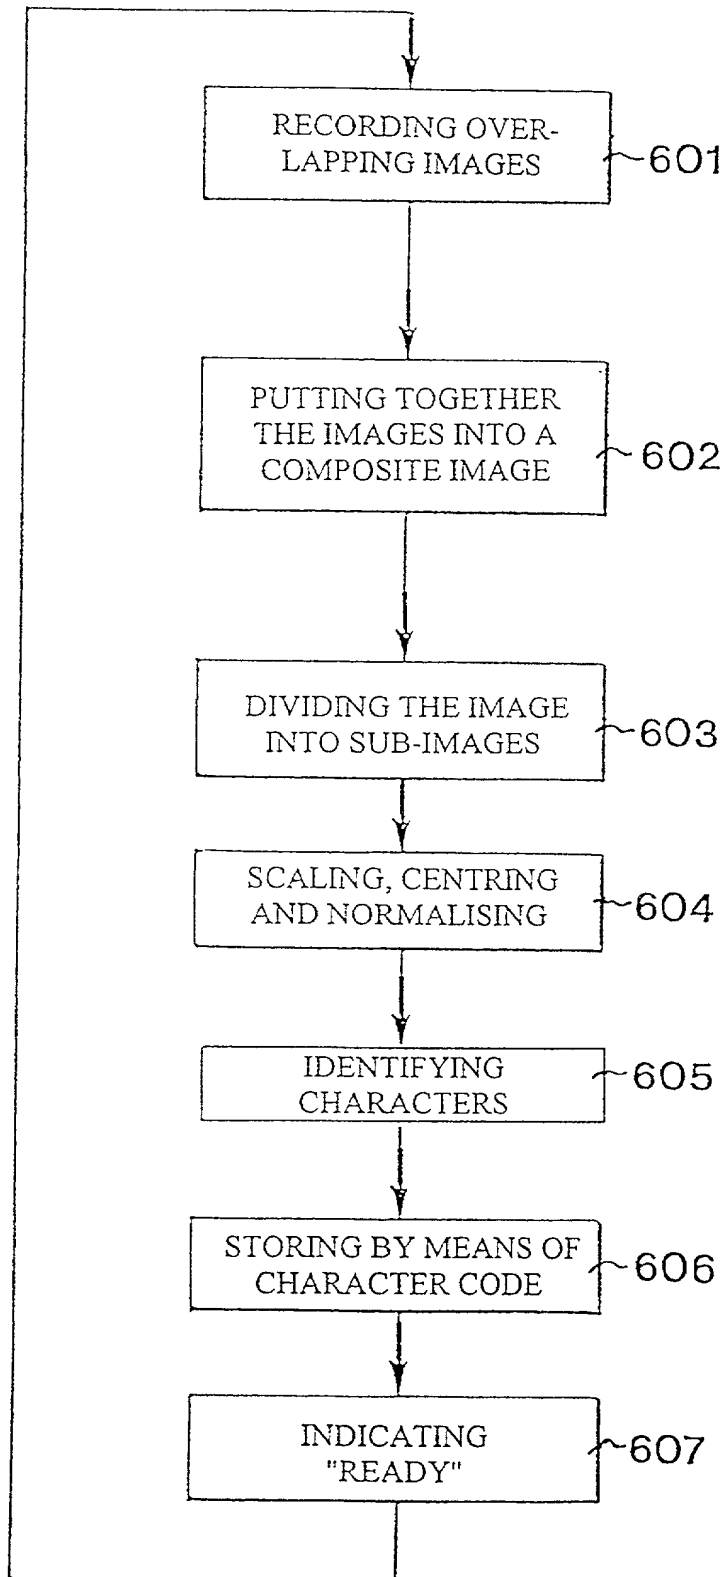 RECORDING OVER-
LAPPING IMAGES
601
PUTTING TOGETHER
THE IMAGES INTO A
COMPOSITE IMAGE
602
DIVIDING THE IMAGE
INTO SUB-IMAGES
603
SCALING, CENTRING
AND NORMALISING
604
IDENTIFYING
CHARACTERS
605
STORING BY MEANS OF
CHARACTER CODE
606
INDICATING
"READY"
607